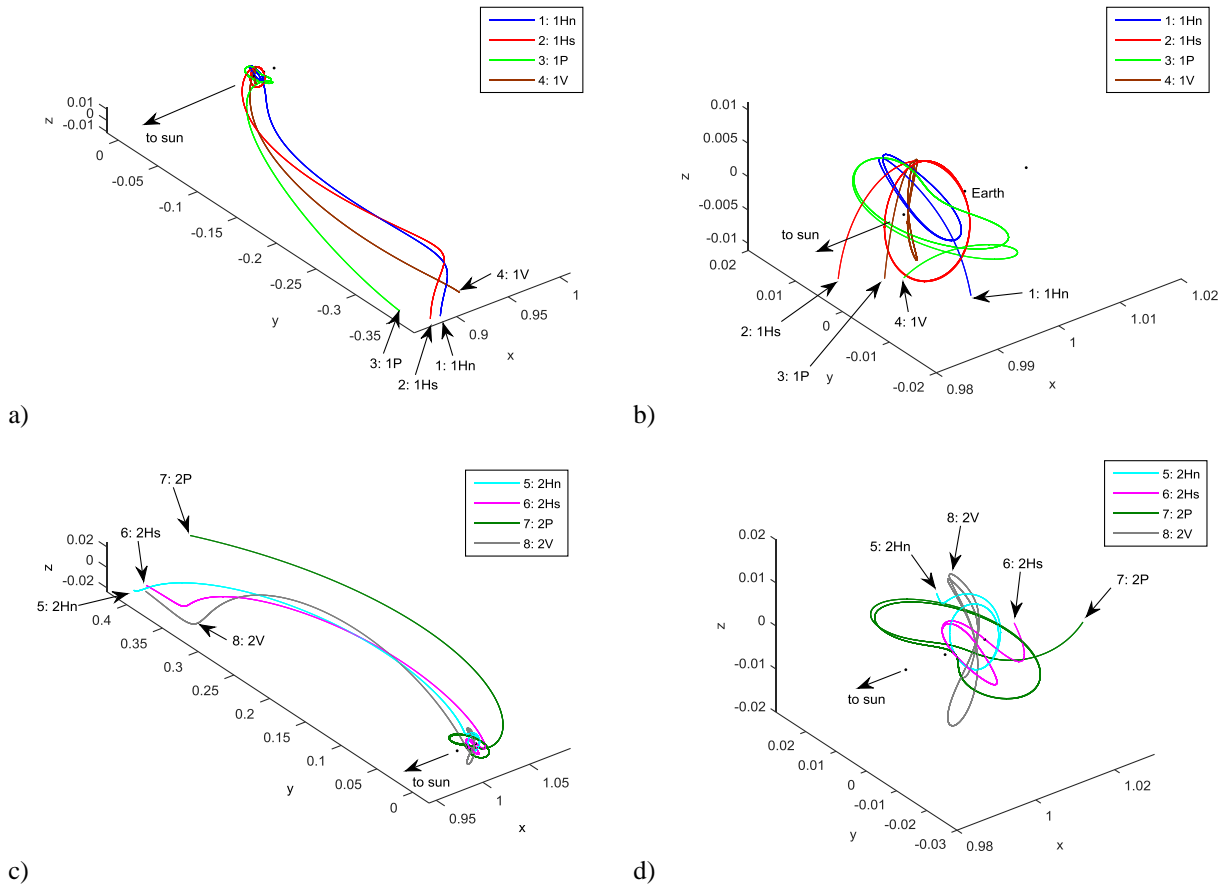 a)
1: 1Hn
2: 1Hs
3: 1P
4: 1V
0.01
0
-0.01
z
to sun
0
-0.05
-0.1
-0.15
-0.2
-0.25
-0.3
-0.35
y
4: 1V
1
0.95
0.9
x
3: 1P
1: 1Hn
2: 1Hs
b)
1: 1Hn
2: 1Hs
3: 1P
4: 1V
0.01
0.005
0
-0.005
-0.01
z
Earth
to sun
0.02
0.01
0
-0.01
-0.02
y
2: 1Hs
3: 1P
4: 1V
1: 1Hn
1.02
1.01
1
0.99
0.98
x
c)
5: 2Hn
6: 2Hs
7: 2P
8: 2V
7: 2P
6: 2Hs
0.02
0
-0.02
z
5: 2Hn
8: 2V
0.4
0.35
0.3
0.25
0.2
0.15
0.1
0.05
0
y
to sun
1.05
1
0.95
x
d)
5: 2Hn
6: 2Hs
7: 2P
8: 2V
8: 2V
5: 2Hn
6: 2Hs
7: 2P
0.02
0.01
0
-0.01
-0.02
z
to sun
0.02
0.01
0
-0.01
-0.02
-0.03
y
1.02
1
0.98
x